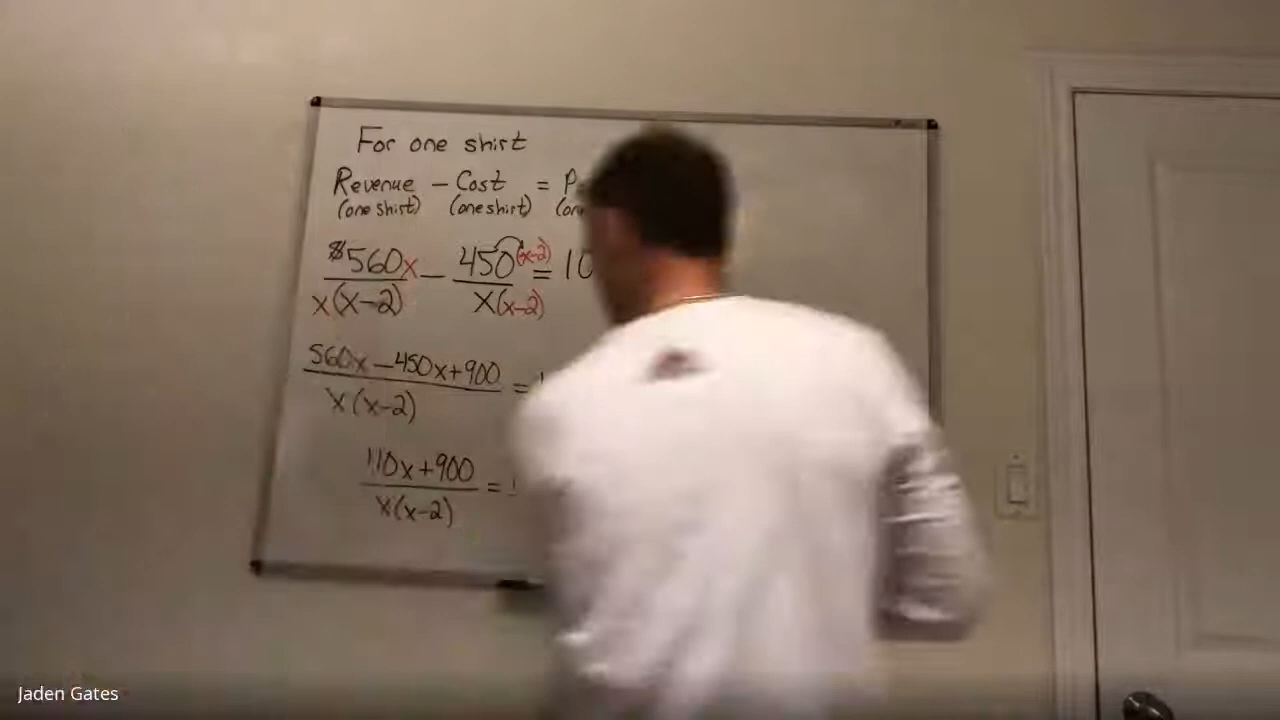 For one shirt
Revenue - Cost = P
(one shirt) (one shirt) (on
$560x / x(x-2) - 450(x-2) / x(x-2) = 10
560x - 450x + 900 / x(x-2) =
110x + 900 / x(x-2) =
Jaden Gates